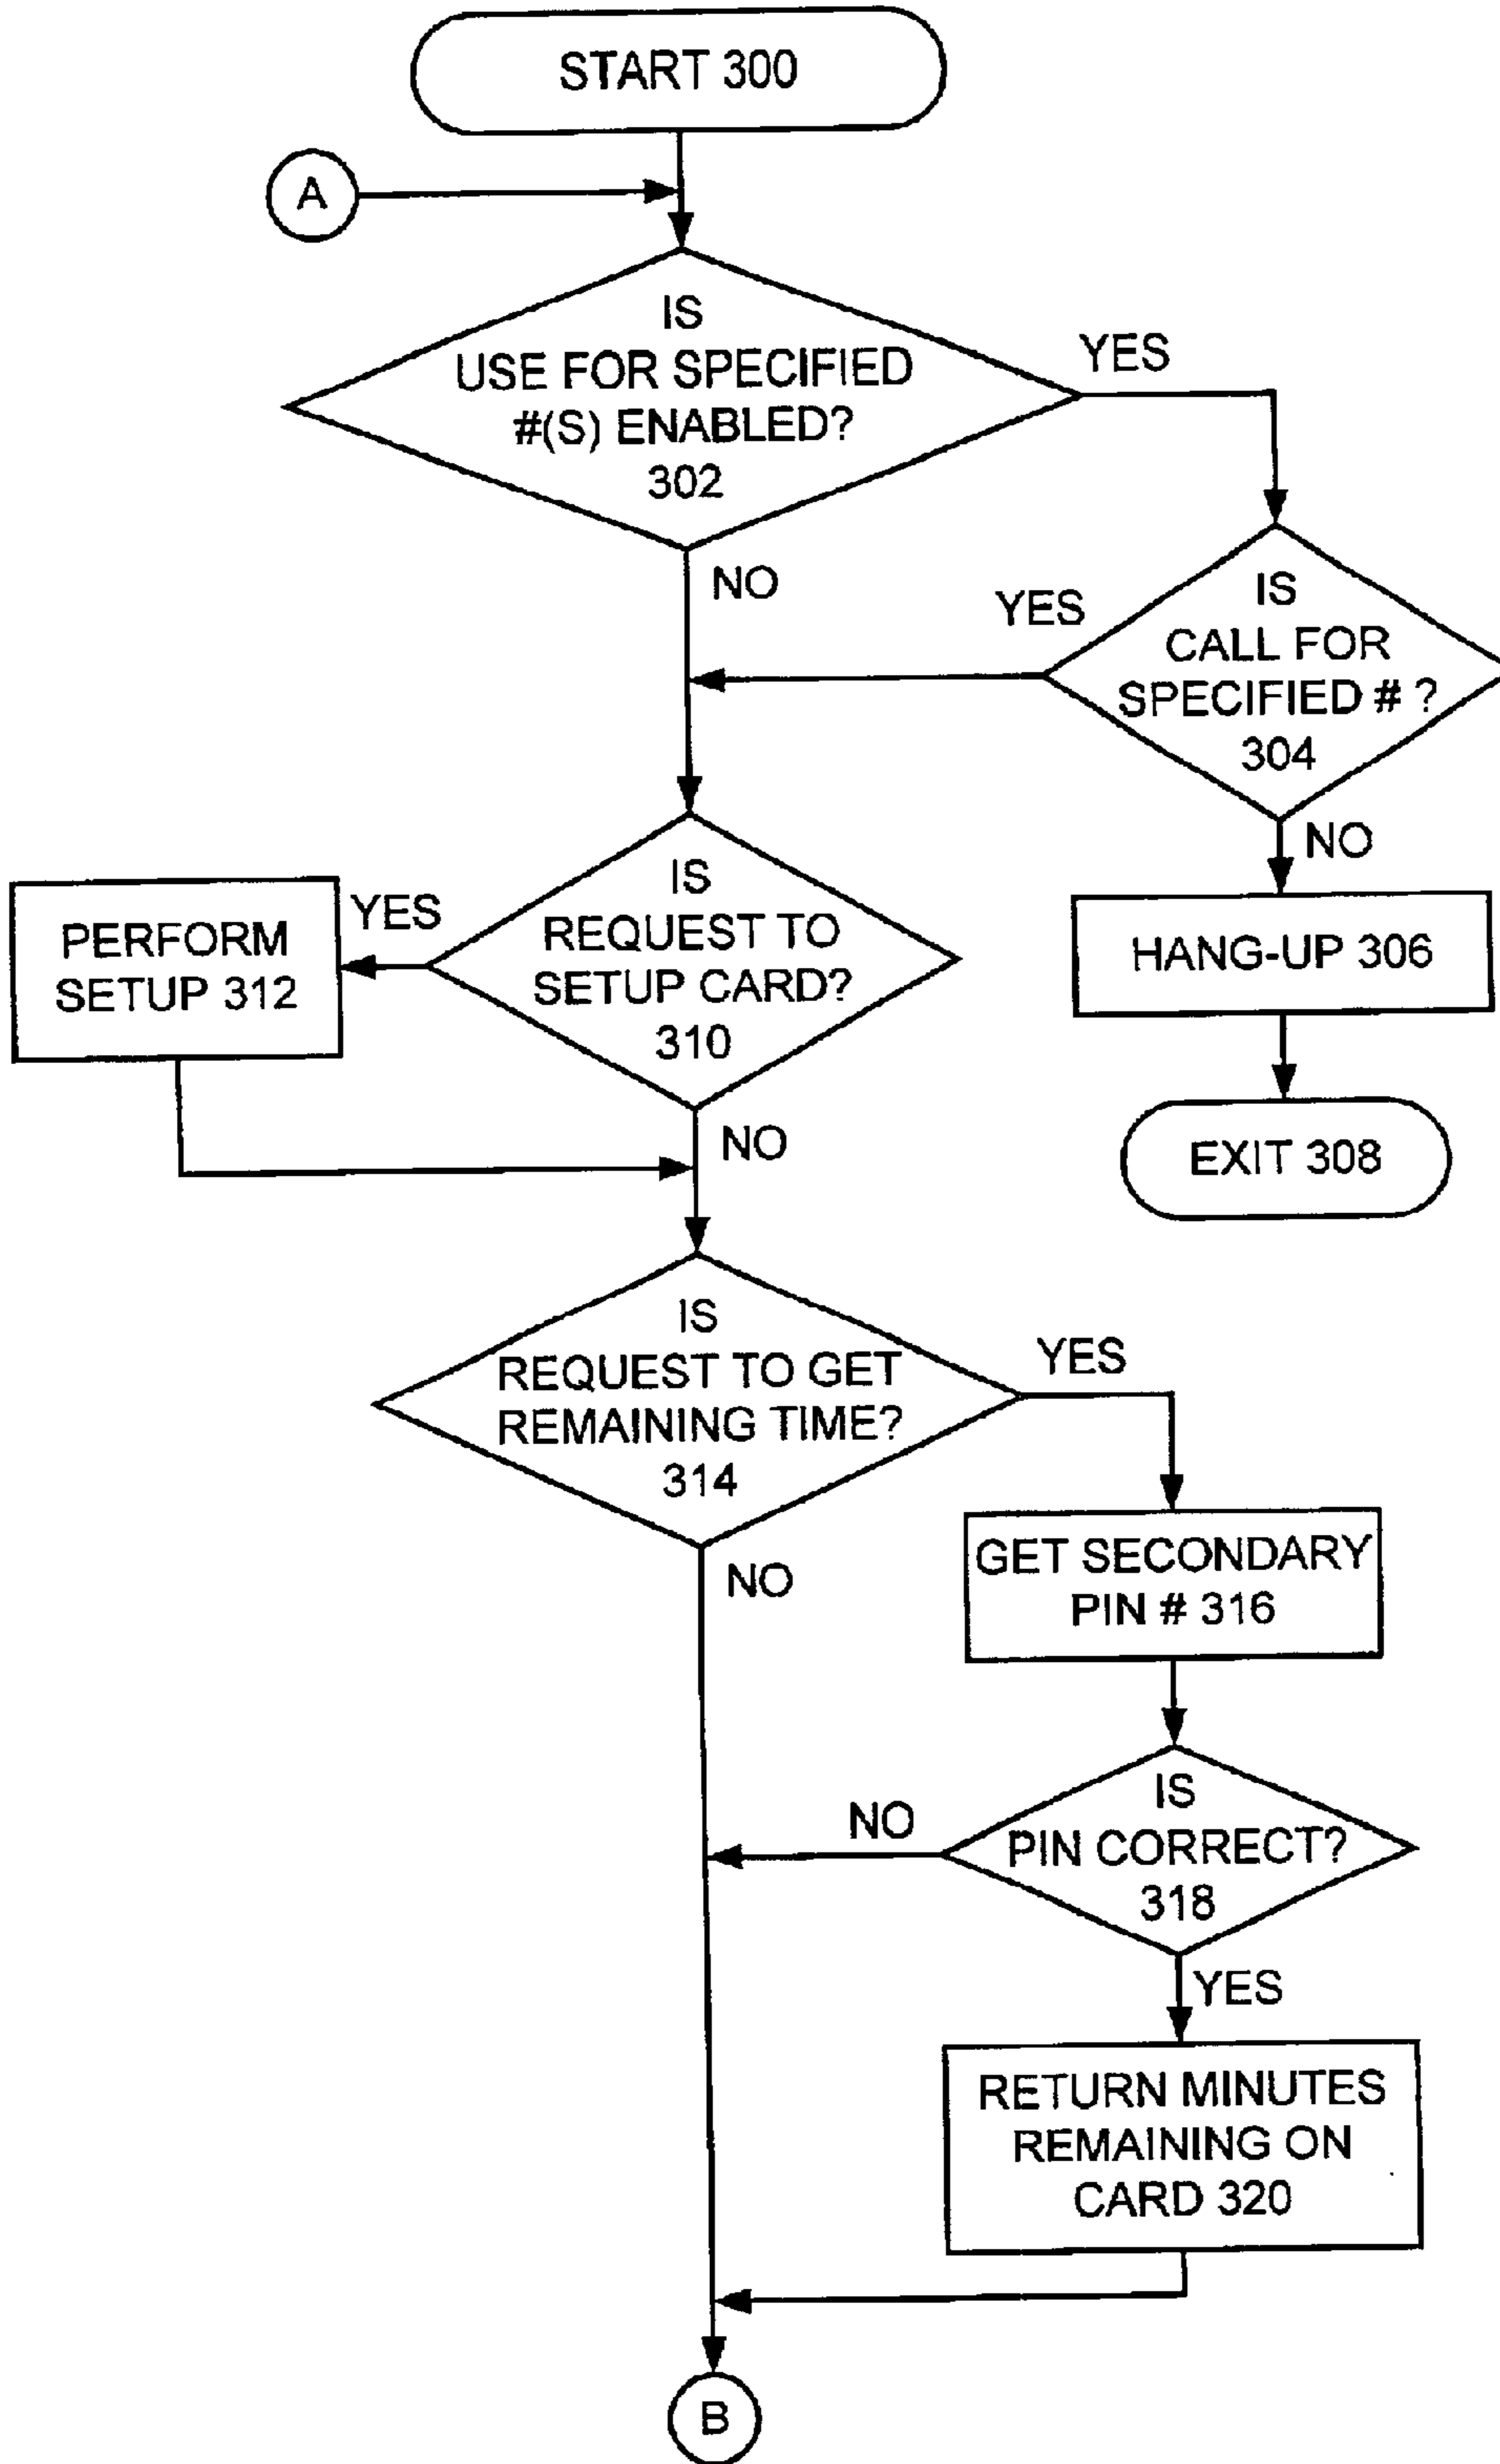 START 300
A
IS
USE FOR SPECIFIED
#(S) ENABLED?
302
YES
NO
IS
CALL FOR
SPECIFIED # ?
304
YES
NO
HANG-UP 306
EXIT 308
IS
REQUEST TO
SETUP CARD?
310
YES
PERFORM
SETUP 312
NO
IS
REQUEST TO GET
REMAINING TIME?
314
YES
NO
GET SECONDARY
PIN # 316
IS
PIN CORRECT?
318
NO
YES
RETURN MINUTES
REMAINING ON
CARD 320
B